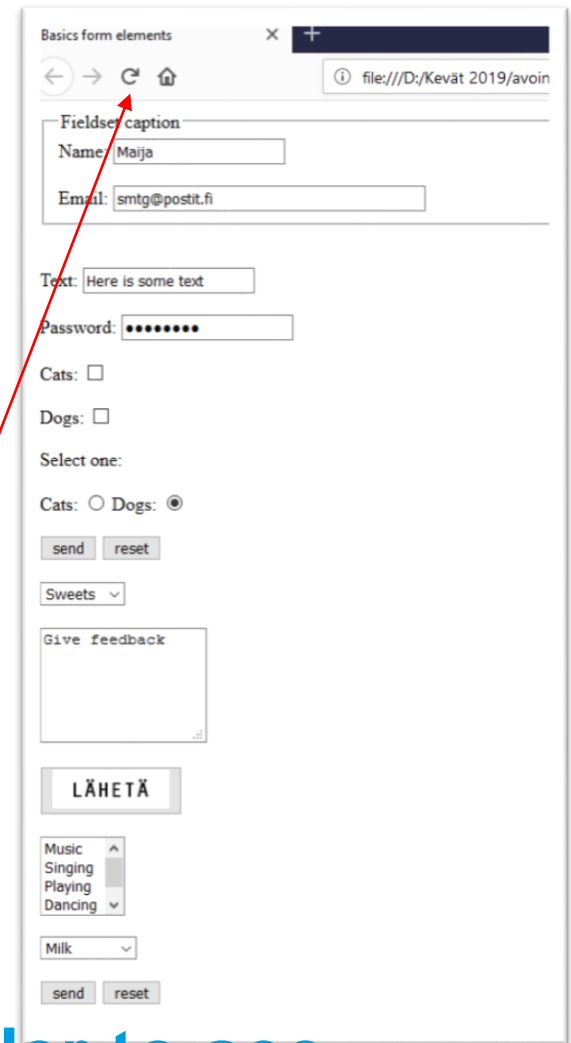 Basics form elements
file:///D:/Kevät 2019/avoin
Fieldset caption
Name: Maija
Email: smtg@postit.fi
Text: Here is some text
Password:
Cats:
Dogs:
Select one:
Cats: Dogs:
send reset
Sweets
Give feedback
LÄHETÄ
Music
Singing
Playing
Dancing
Milk
send reset